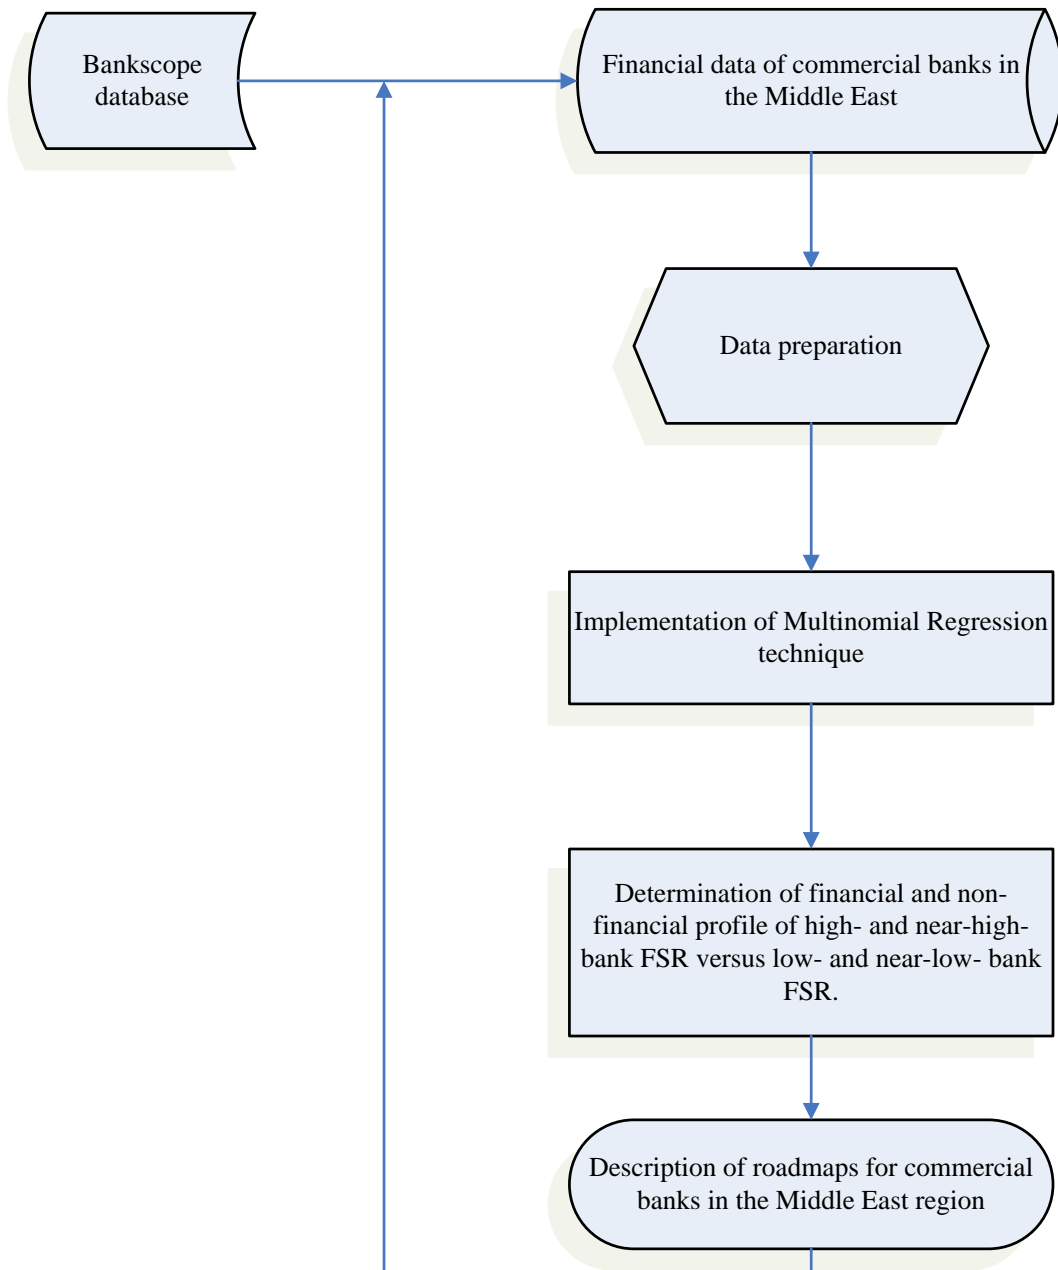 Bankscope
database
Financial data of commercial banks in
the Middle East
Data preparation
Implementation of Multinomial Regression
technique
Determination of financial and non-
financial profile of high- and near-high-
bank FSR versus low- and near-low- bank
FSR.
Description of roadmaps for commercial
banks in the Middle East region